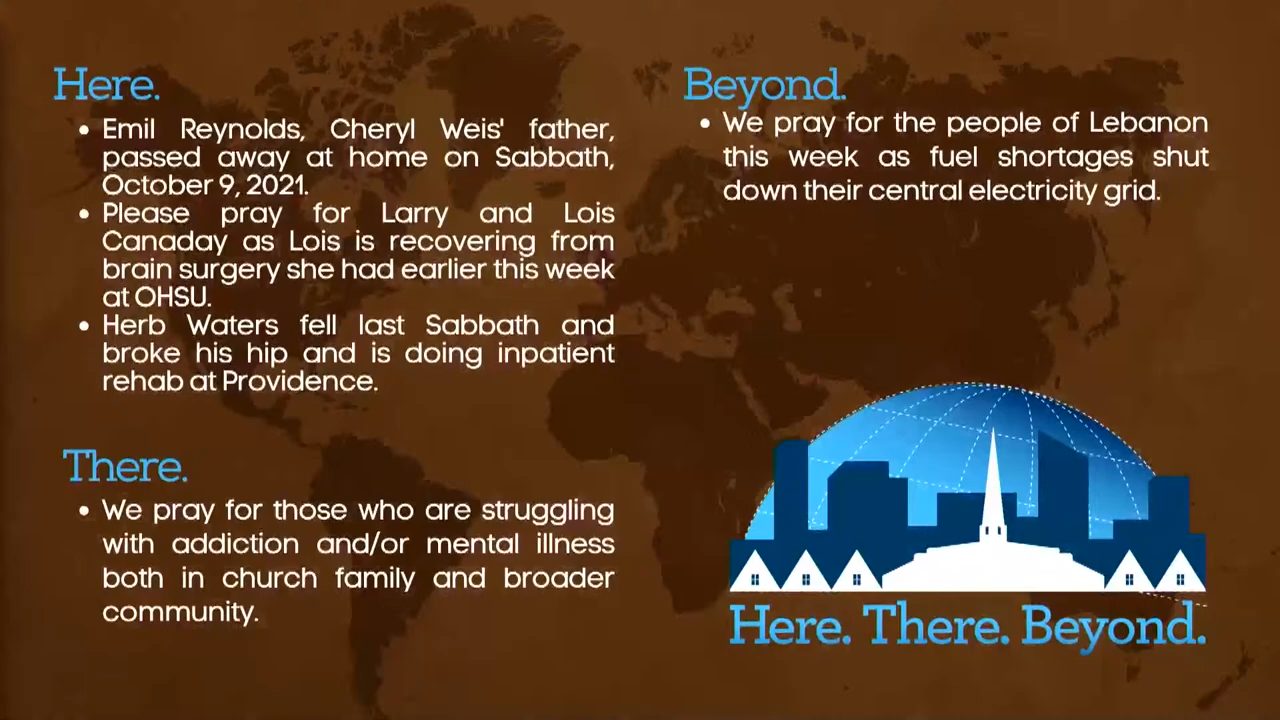 Here.
• Emil Reynolds, Cheryl Weis' father,
passed away at home on Sabbath,
October 9, 2021.
• Please pray for Larry and Lois
Canaday as Lois is recovering from
brain surgery she had earlier this week
at OHSU.
• Herb Waters fell last Sabbath and
broke his hip and is doing inpatient
rehab at Providence.
There.
• We pray for those who are struggling
with addiction and/or mental illness
both in church family and broader
community.
Beyond.
• We pray for the people of Lebanon
this week as fuel shortages shut
down their central electricity grid.
Here. There. Beyond.